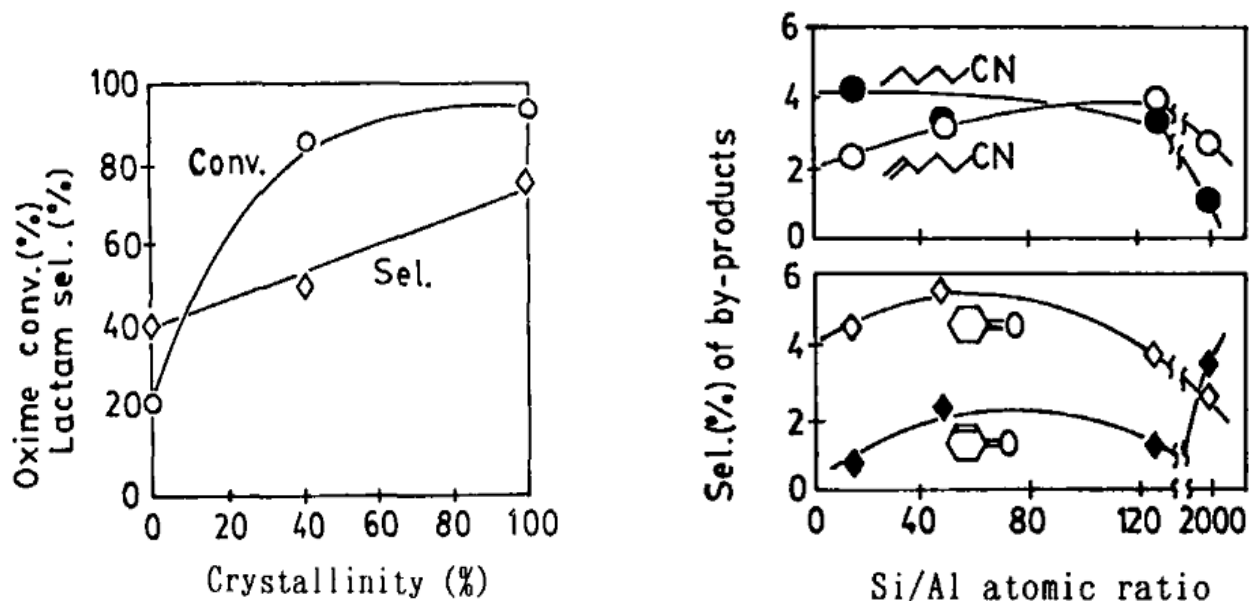 100
80
60
40
20
0
Oxime conv.(%)
Lactam sel.(%)
Conv.
Sel.
0 20 40 60 80 100
Crystallinity (%)
6
4
2
0
CN
CN
Sel.(%) of by-products
6
4
2
0
O
O
0 40 80 120 2000
Si/Al atomic ratio